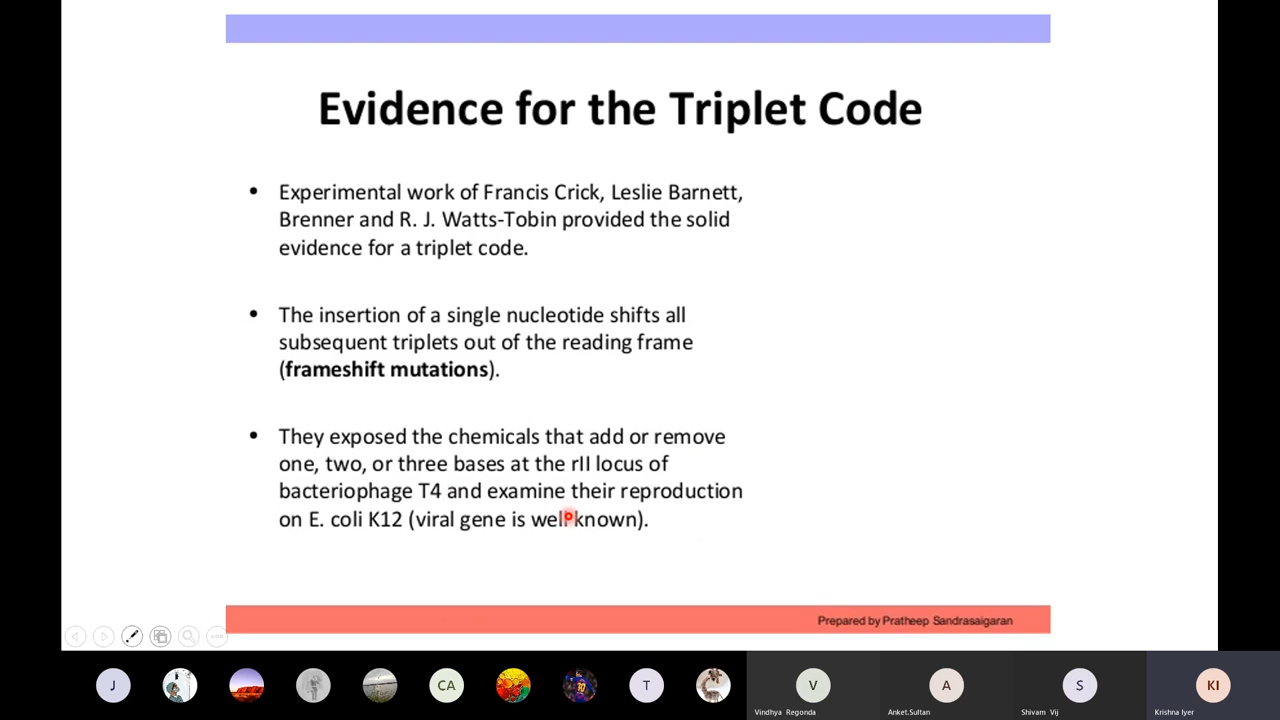 Evidence for the Triplet Code
• Experimental work of Francis Crick, Leslie Barnett,
Brenner and R. J. Watts-Tobin provided the solid
evidence for a triplet code.
• The insertion of a single nucleotide shifts all
subsequent triplets out of the reading frame
(frameshift mutations).
• They exposed the chemicals that add or remove
one, two, or three bases at the rII locus of
bacteriophage T4 and examine their reproduction
on E. coli K12 (viral gene is well known).
Prepared by Pratheep Sandrasaigaran
J
CA
T
V
A
S
KI
Vindhya Regonda
Anket.Sultan
Shivam Vij
Krishna Iyer